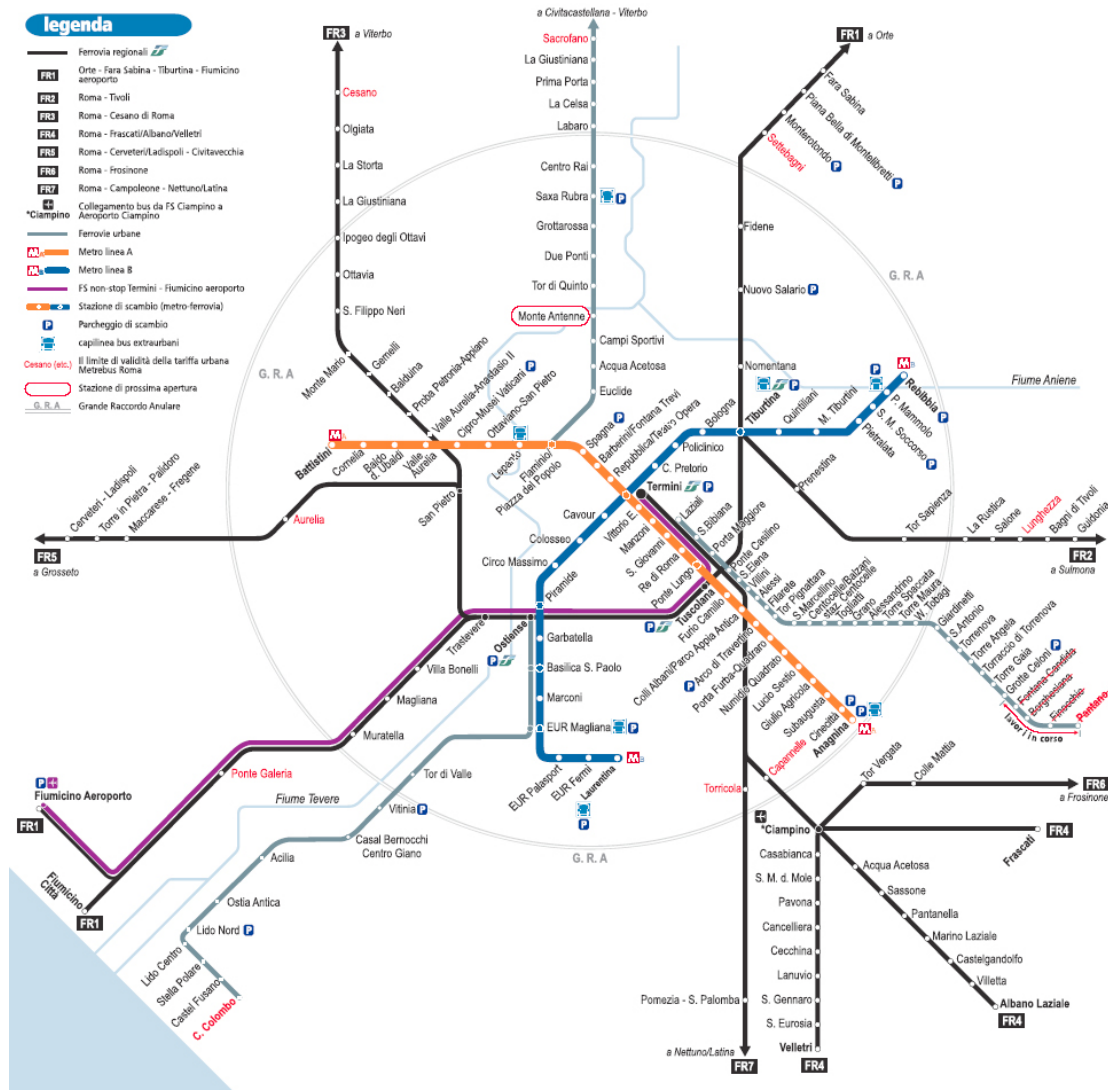 legenda
Ferrovia regionali
FR1 Orte - Fara Sabina - Tiburtina - Fiumicino
aeroporto
FR2 Roma - Tivoli
FR3 Roma - Cesano di Roma
FR4 Roma - Frascati/Albano/Velletri
FR5 Roma - Cerveteri/Ladispoli - Civitavecchia
FR6 Roma - Frosinone
FR7 Roma - Campoleone - Nettuno/Latina
*Ciampino Collegamento bus da FS Ciampino a
Aeroporto Ciampino
Ferrovie urbane
MA Metro linea A
MB Metro linea B
FS non-stop Termini - Fiumicino aeroporto
Stazione di scambio (metro-ferrovia)
P Parcheggio di scambio
capilinea bus extraurbani
Cesano (etc.) Il limite di validità della tariffa urbana
Metrebus Roma
Stazione di prossima apertura
G. R. A Grande Raccordo Anulare
FR3 a Viterbo
Cesano
Olgiata
La Storta
La Giustiniana
Ipogeo degli Ottavi
Ottavia
S. Filippo Neri
Monte Mario
Gemelli
Balduina
Proba Petronia-Appiano
Valle Aurelia-Anastasio II
a Civitacastellana - Viterbo
Sacrofano
La Giustiniana
Prima Porta
La Celsa
Labaro
Centro Rai
Saxa Rubra P
Grottarossa
Due Ponti
Tor di Quinto
Monte Antenne
Campi Sportivi
Acqua Acetosa
Euclide
FR1 a Orte
Fara Sabina
Piana Bella di Montelibretti P
Monterotondo P
Settebagni
Fidene
Nuovo Salario P
Nomentana
G. R. A
G. R. A
Fiume Aniene
MA
Battistini
Cornelia
Baldo
d. Ubaldi
Valle
Aurelia
Cipro-Musei Vaticani P
Ottaviano-San Pietro
Lepanto
Flaminio/
Piazza del Popolo
Spagna P
Barberini/Fontana Trevi
Repubblica/Teatro Opera
Termini P
Vittorio E.
Manzoni
S. Giovanni
Re di Roma
Ponte Lungo
Furio Camillo
Colli Albani/Parco Appia Antica
P Arco di Travertino
Porta Furba-Quadraro
Numidio Quadrato
Lucio Sestio
Giulio Agricola
Subaugusta
Cinecittà P
Anagnina P
MA
MB
Rebibbia
P. Mammolo
S. M. Soccorso P
Pietralata
M. Tiburtini
Quintiliani
Tiburtina P
Bologna
Policlinico
C. Pretorio
Cavour
Colosseo
Circo Massimo
Piramide
Garbatella
Basilica S. Paolo
Marconi
EUR Magliana P
EUR Palasport
EUR Fermi
Laurentina
MB
P
San Pietro
Aurelia
Maccarese - Fregene
Torre in Pietra - Palidoro
Cerveteri - Ladispoli
FR5
a Grosseto
Prenestina
Tor Sapienza
La Rustica
Salone
Lunghezza
Bagni di Tivoli
Guidonia
FR2
a Sulmona
Laziali
S.Bibiana
Porta Maggiore
Ponte Casilino
S.Elena
Villini
Alessi
Filarete
Tor Pignattara
S. Marcellino
Centocelle/Balzani
staz. Centocelle
Togliatti
Grano
Alessandrino
Torre Spaccata
Torre Maura
W. Tobagi
Giardinetti
S. Antonio
Torrenova
Torre Angela
Torraccio di Torrenova
Torre Gaia
Grotte Celoni P
Fontana Candida
Borghesiana
Finocchio
Pantano
lavori in corso
Tuscolana
P
Ostiense
P
Trastevere
Villa Bonelli
Magliana
Muratella
Ponte Galeria
P
Fiumicino Aeroporto
FR1
Fiumicino
Città
FR1
Fiume Tevere
Tor di Valle
Vitinia P
Casal Bernocchi
Centro Giano
Acilia
Ostia Antica
Lido Nord P
Lido Centro
Stella Polare
Castel Fusano
C. Colombo
G. R. A
Torricola
Capannelle
*Ciampino
Tor Vergata
Colle Mattia
FR6
a Frosinone
FR4
Frascati
Casabianca
S. M. d. Mole
Pavona
Cancelliera
Cecchina
Lanuvio
S. Gennaro
S. Eurosia
Velletri
FR4
Acqua Acetosa
Sassone
Pantanella
Marino Laziale
Castelgandolfo
Villetta
Albano Laziale
FR4
Pomezia - S. Palomba
a Nettuno/Latina
FR7